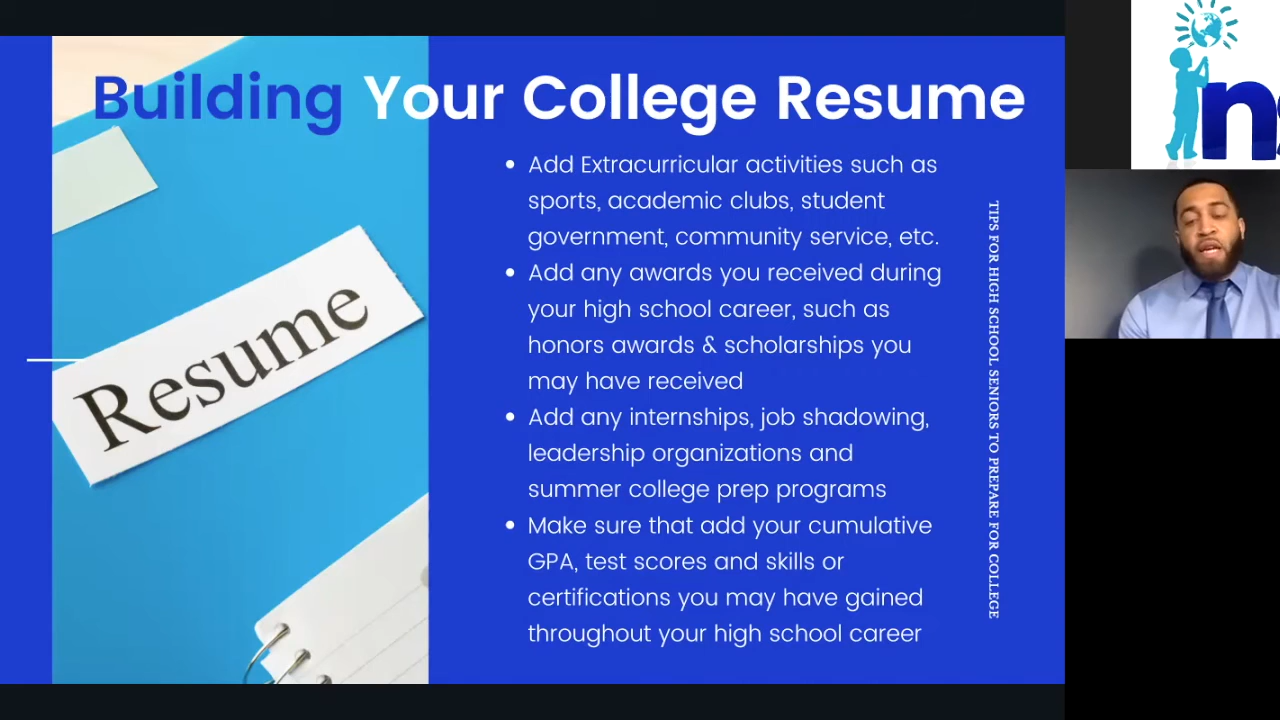 Building Your College Resume
• Add Extracurricular activities such as
sports, academic clubs, student
government, community service, etc.
• Add any awards you received during
your high school career, such as
honors awards & scholarships you
may have received
• Add any internships, job shadowing,
leadership organizations and
summer college prep programs
• Make sure that add your cumulative
GPA, test scores and skills or
certifications you may have gained
throughout your high school career
TIPS FOR HIGH SCHOOL SENIORS TO PREPARE FOR COLLEGE
Resume